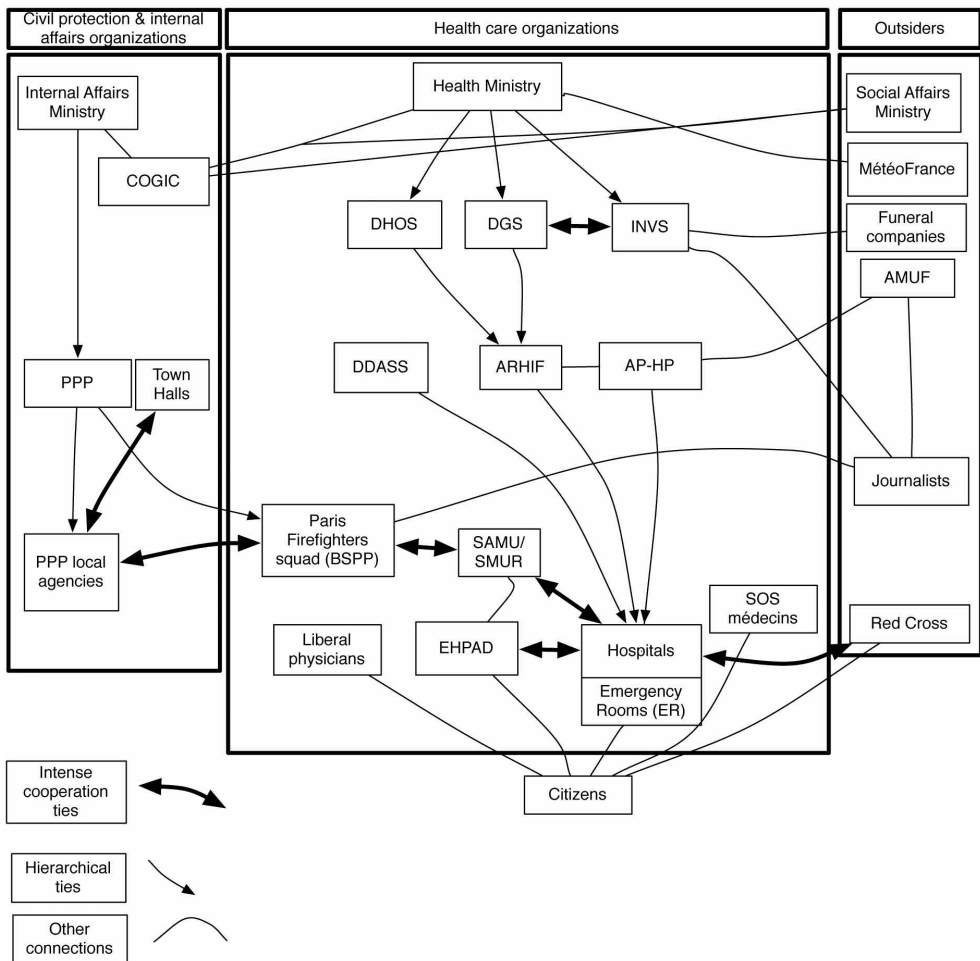 Civil protection & internal
affairs organizations
Health care organizations
Outsiders
Internal Affairs
Ministry
Health Ministry
Social Affairs
Ministry
COGIC
MétéoFrance
DHOS
DGS
INVS
Funeral
companies
AMUF
PPP
Town
Halls
DDASS
ARHIF
AP-HP
Journalists
PPP local
agencies
Paris
Firefighters
squad (BSPP)
SAMU/
SMUR
SOS
médecins
Red Cross
Liberal
physicians
EHPAD
Hospitals
Emergency
Rooms (ER)
Citizens
Intense
cooperation
ties
Hierarchical
ties
Other
connections